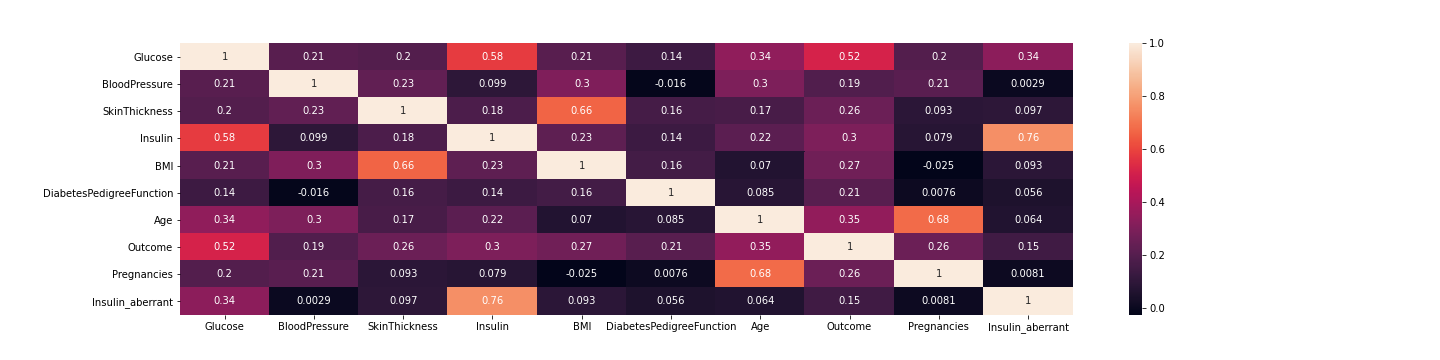 Glucose 1 0.21 0.2 0.58 0.21 0.14 0.34 0.52 0.2 0.34
BloodPressure 0.21 1 0.23 0.099 0.3 -0.016 0.3 0.19 0.21 0.0029
SkinThickness 0.2 0.23 1 0.18 0.66 0.16 0.17 0.26 0.093 0.097
Insulin 0.58 0.099 0.18 1 0.23 0.14 0.22 0.3 0.079 0.76
BMI 0.21 0.3 0.66 0.23 1 0.16 0.07 0.27 -0.025 0.093
DiabetesPedigreeFunction 0.14 -0.016 0.16 0.14 0.16 1 0.085 0.21 0.0076 0.056
Age 0.34 0.3 0.17 0.22 0.07 0.085 1 0.35 0.68 0.064
Outcome 0.52 0.19 0.26 0.3 0.27 0.21 0.35 1 0.26 0.15
Pregnancies 0.2 0.21 0.093 0.079 -0.025 0.0076 0.68 0.26 1 0.0081
Insulin_aberrant 0.34 0.0029 0.097 0.76 0.093 0.056 0.064 0.15 0.0081 1
Glucose BloodPressure SkinThickness Insulin BMI DiabetesPedigreeFunction Age Outcome Pregnancies Insulin_aberrant
1.0
0.8
0.6
0.4
0.2
0.0